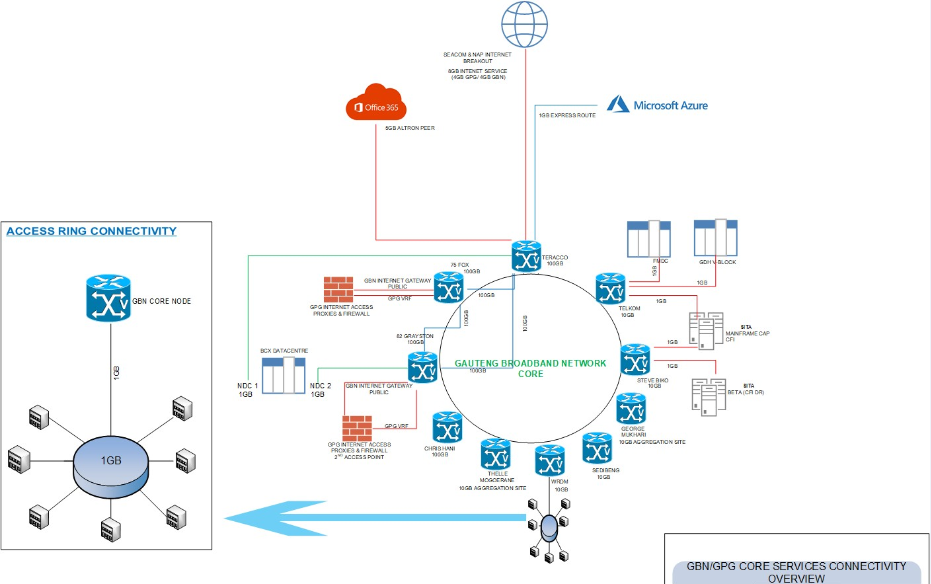 SEACOM & NAP INTERNET
BREAKOUT
8GB INTENET SERVICE
(4GB GPG/ 4GB GBN)
Office 365
5GB ALTRON PEER
Microsoft Azure
1GB EXPRESS ROUTE
ACCESS RING CONNECTIVITY
GBN CORE NODE
1GB
1GB
TERACCO
100GB
75 FOX
100GB
GBN INTERNET GATEWAY
PUBLIC
GPG VRF
GPG INTERNET ACCESS
PROXIES & FIREWALL
100GB
100GB
100GB
82 GRAYSTON
100GB
100GB
GAUTENG BROADBAND NETWORK
CORE
BCX DATACENTRE
NDC 1
1GB
NDC 2
1GB
GBN INTERNET GATEWAY
PUBLIC
GPG VRF
GPG INTERNET ACCESS
PROXIES & FIREWALL
2ND ACCESS POINT
1GB
GDH V-BLOCK
1GB
TELKOM
10GB
1GB
SITA
MAINFRAME CAP
CFI
1GB
STEVE BIKO
10GB
1GB
SITA
BETA (CFI DR)
GEORGE
MUKHARI
10GB AGGREGATION SITE
SEDIBENG
10GB
WRDM
10GB
CHRIS HANI
100GB
THELLE
MOGOERANE
10GB AGGREGATION SITE
GBN/GPG CORE SERVICES CONNECTIVITY
OVERVIEW